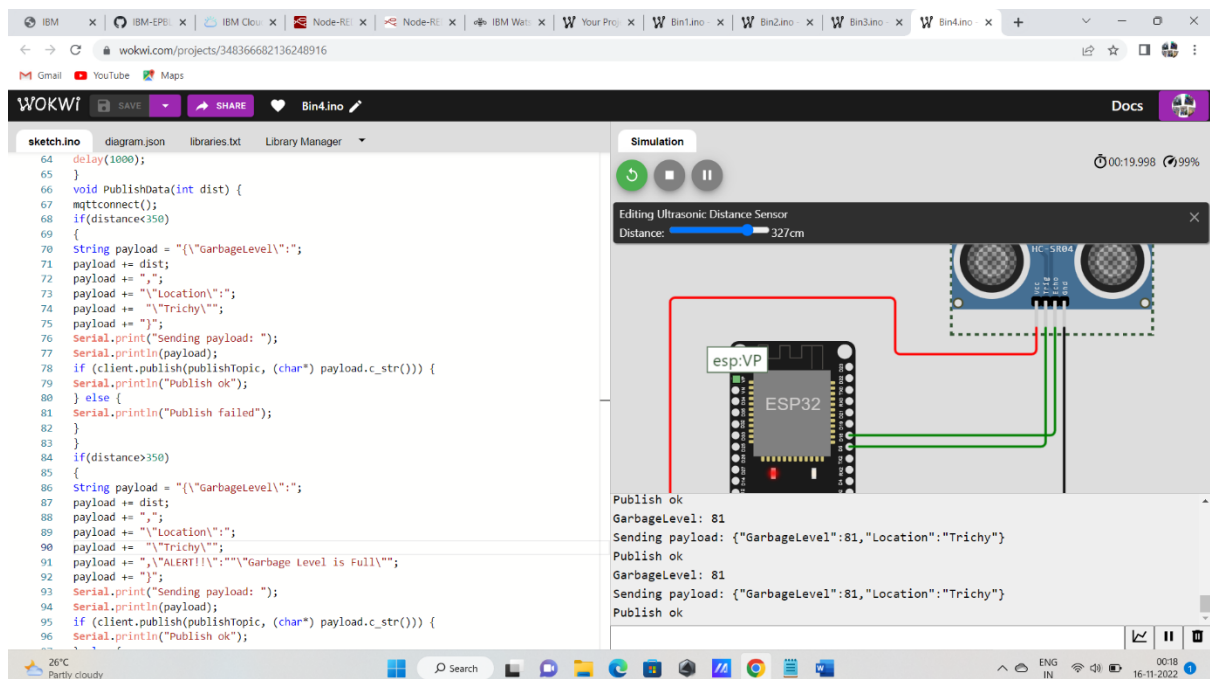 IBM
IBM-EPBL
IBM Clou
Node-RE
Node-RE
IBM Wats
Your Proj
Bin1.ino
Bin2.ino -
Bin3.ino -
Bin4.ino -
wokwi.com/projects/348366682136248916
Gmail YouTube Maps
WOKWi SAVE SHARE Bin4.ino Docs
sketch.ino diagram.json libraries.txt Library Manager
64 delay(1000);
65 }
66 void PublishData(int dist) {
67 mqttconnect();
68 if(distance<350)
69 {
70 String payload = "{\"GarbageLevel\":";
71 payload += dist;
72 payload += ",";
73 payload += "\"Location\":";
74 payload += "\"Trichy\"";
75 payload += "}";
76 Serial.print("Sending payload: ");
77 Serial.println(payload);
78 if (client.publish(publishTopic, (char*) payload.c_str())) {
79 Serial.println("Publish ok");
80 } else {
81 Serial.println("Publish failed");
82 }
83 }
84 if(distance>350)
85 {
86 String payload = "{\"GarbageLevel\":";
87 payload += dist;
88 payload += ",";
89 payload += "\"Location\":";
90 payload += "\"Trichy\"";
91 payload += ",\"ALERT!!\":""\"Garbage Level is Full\"";
92 payload += "}";
93 Serial.print("Sending payload: ");
94 Serial.println(payload);
95 if (client.publish(publishTopic, (char*) payload.c_str())) {
96 Serial.println("Publish ok");
Simulation
00:19.998 99%
Editing Ultrasonic Distance Sensor
Distance: 327cm
HC-SR04
Vcc Trig Echo Gnd
esp:VP
ESP32
Publish ok
GarbageLevel: 81
Sending payload: {"GarbageLevel":81,"Location":"Trichy"}
Publish ok
GarbageLevel: 81
Sending payload: {"GarbageLevel":81,"Location":"Trichy"}
Publish ok
26°C
Partly cloudy
Search
ENG
IN
00:18
16-11-2022
1